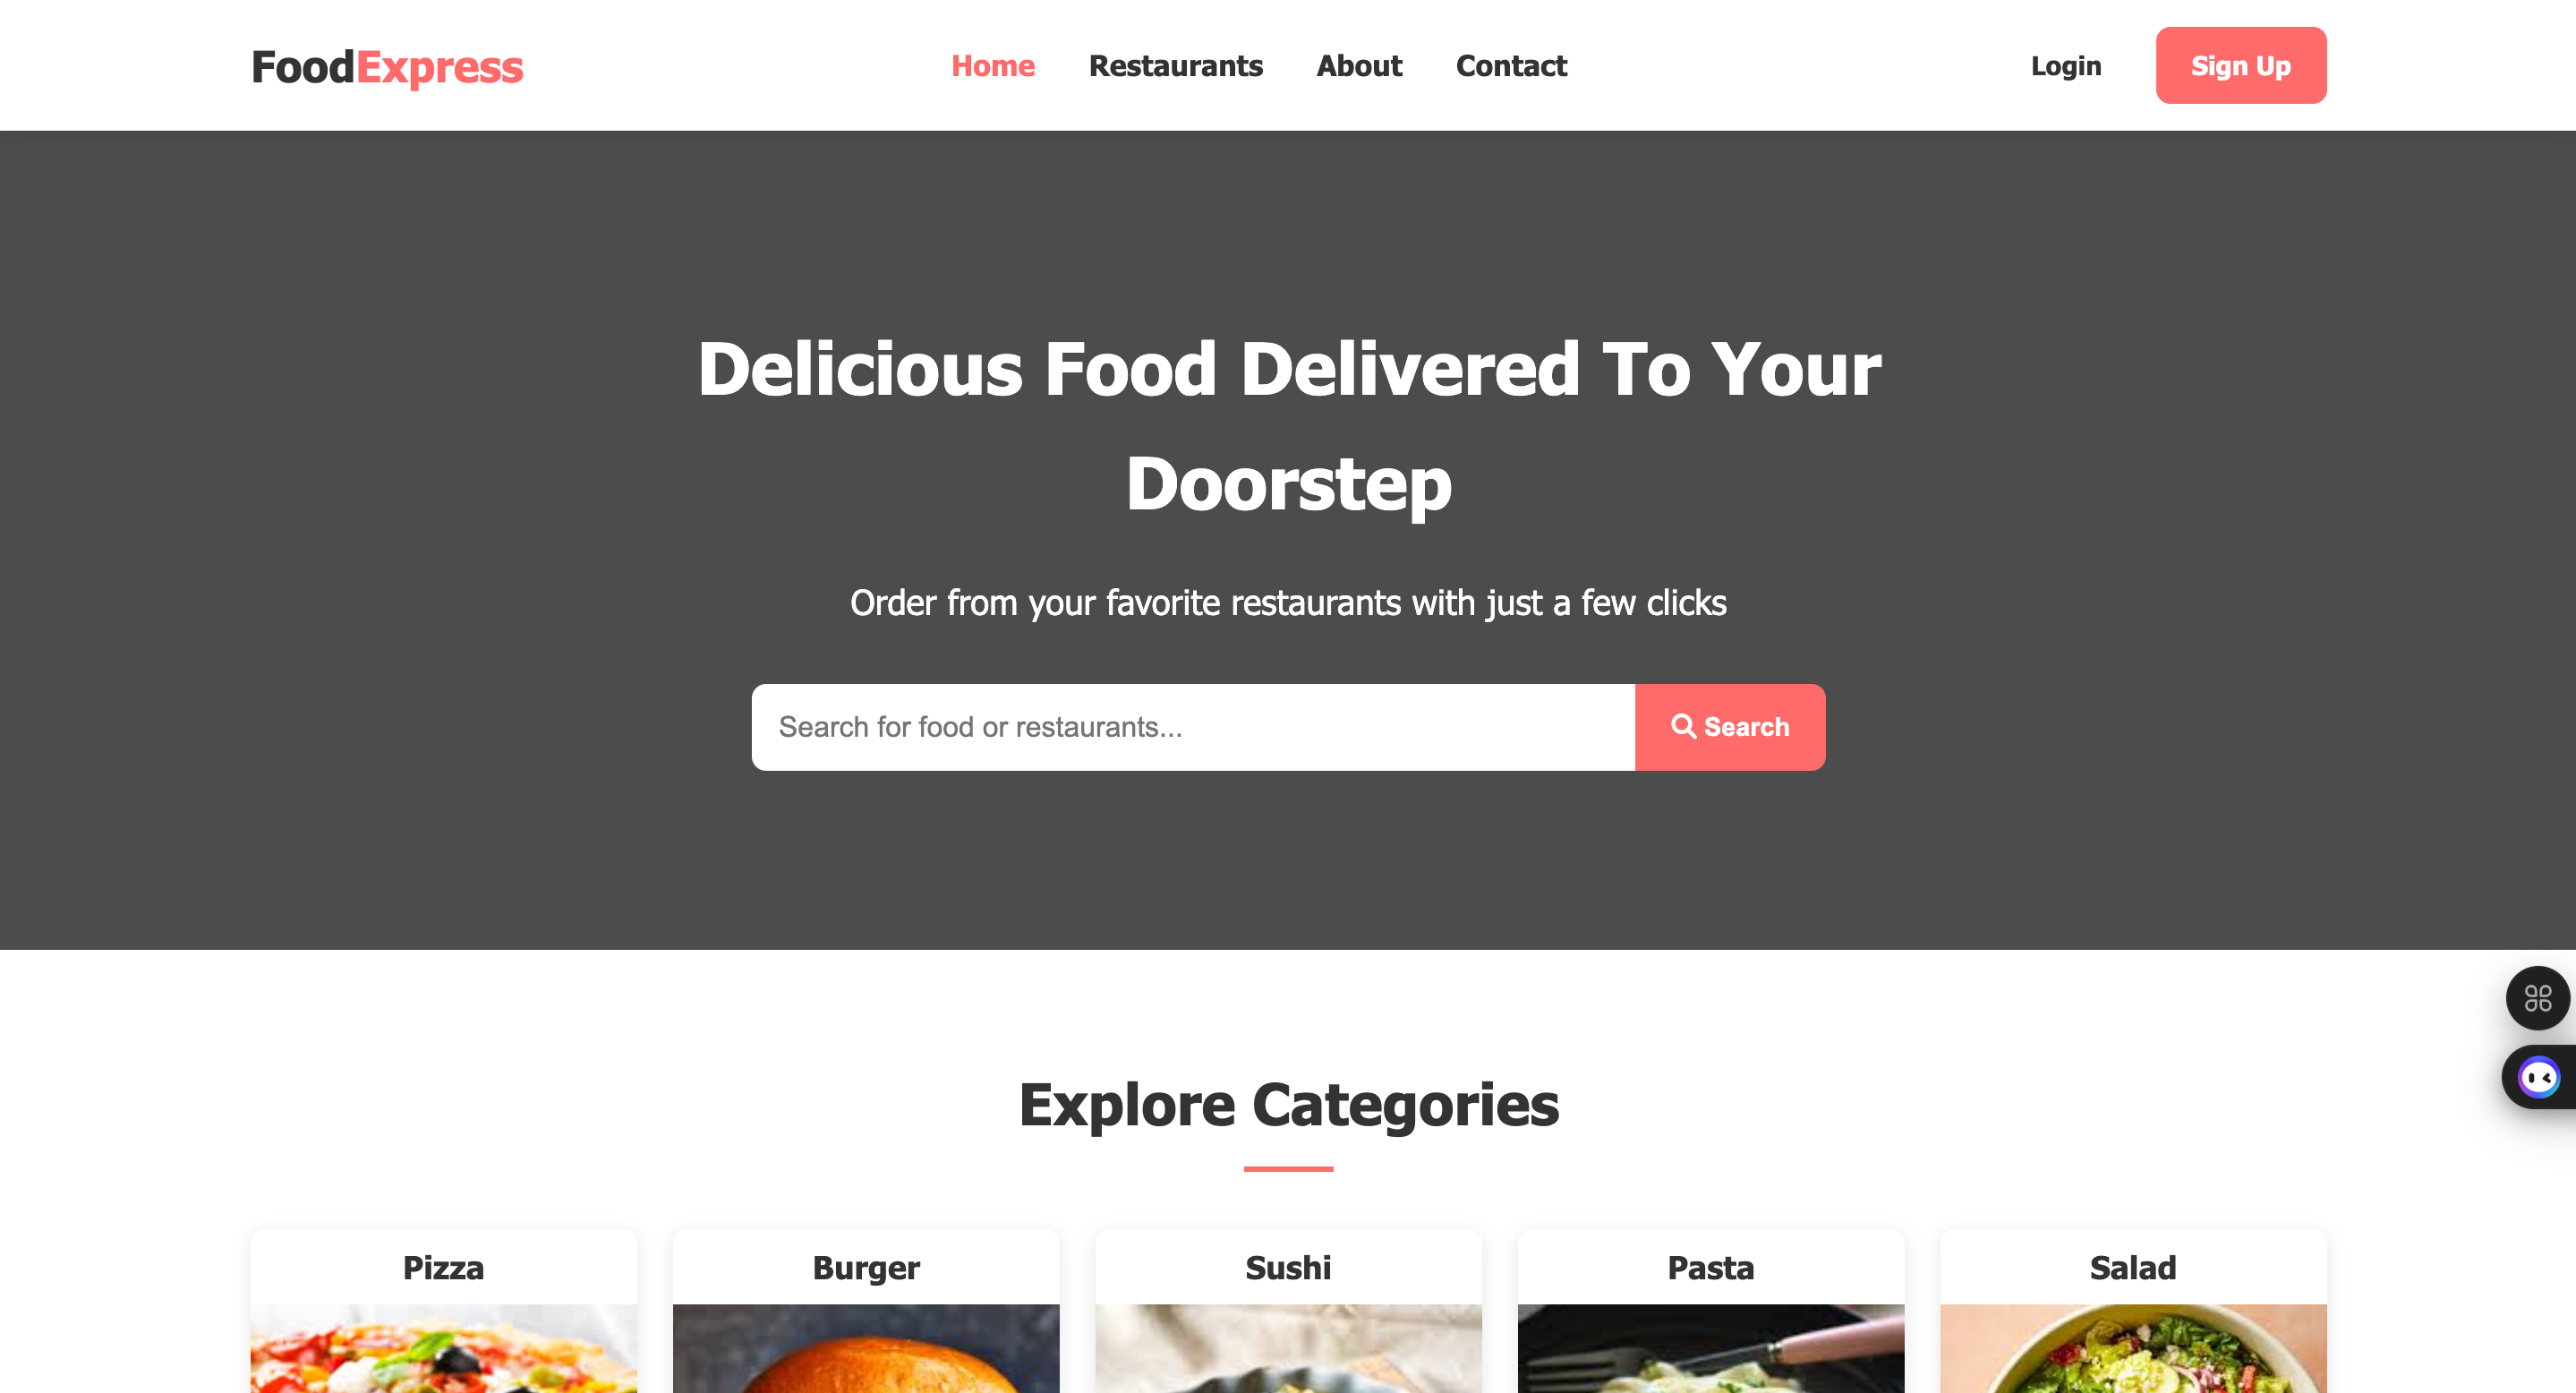 FoodExpress
Home Restaurants About Contact
Login Sign Up
Delicious Food Delivered To Your
Doorstep
Order from your favorite restaurants with just a few clicks
Search for food or restaurants...
Search
Explore Categories
Pizza
Burger
Sushi
Pasta
Salad